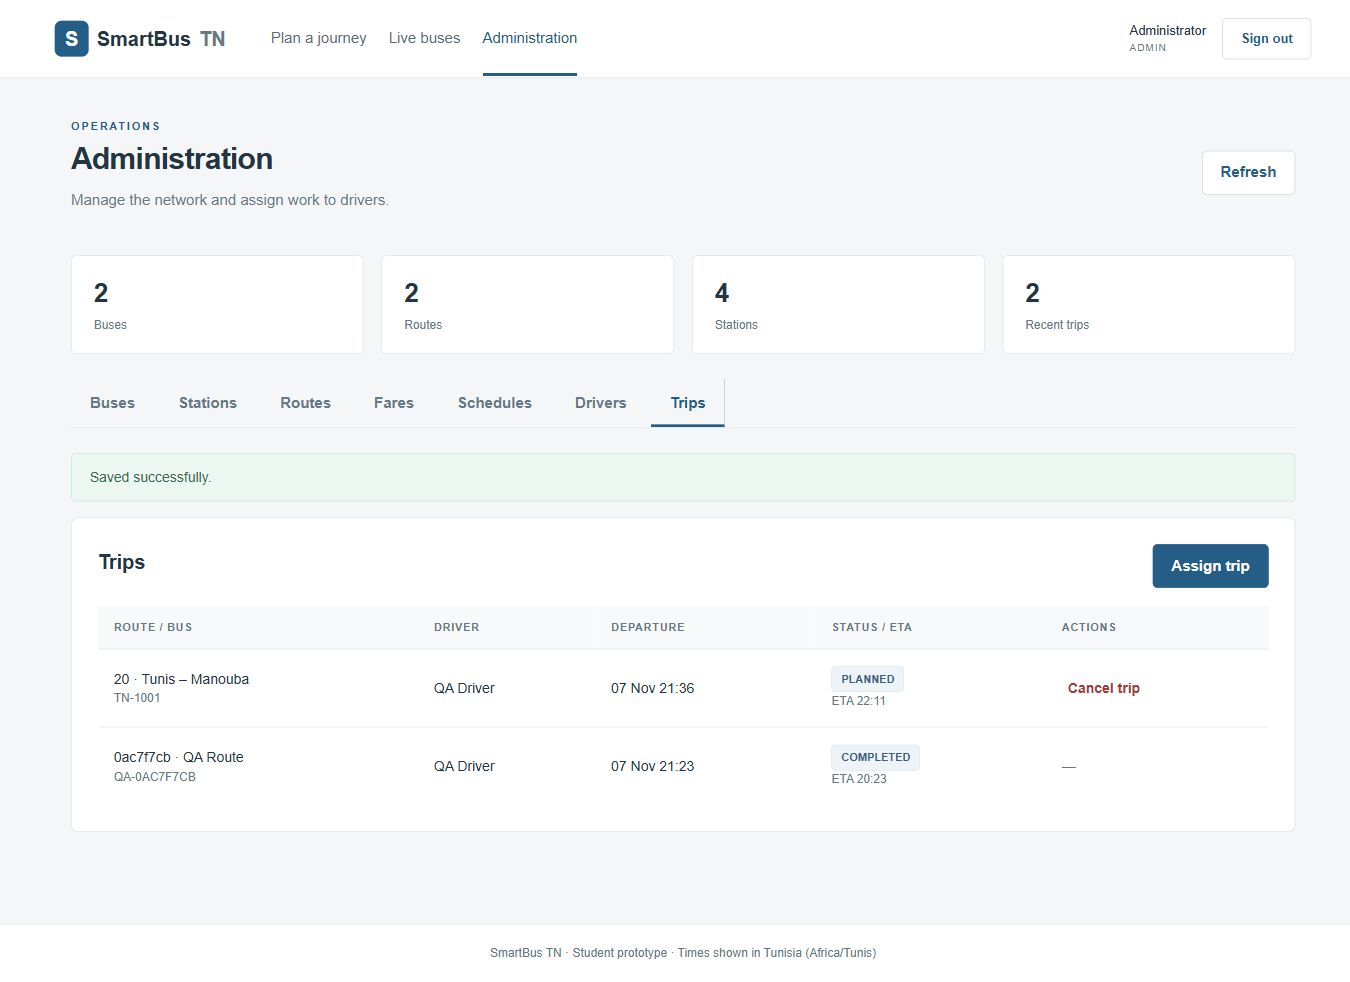 S SmartBus TN Plan a journey Live buses Administration Administrator Sign out
ADMIN
OPERATIONS
Administration
Refresh
Manage the network and assign work to drivers.
2 2 4 2
Buses Routes Stations Recent trips
Buses Stations Routes Fares Schedules Drivers Trips
Saved successfully.
Trips
Assign trip
ROUTE / BUS DRIVER DEPARTURE STATUS / ETA ACTIONS
20 · Tunis – Manouba QA Driver 07 Nov 21:36 PLANNED Cancel trip
TN-1001 ETA 22:11
0ac7f7cb · QA Route QA Driver 07 Nov 21:23 COMPLETED —
QA-0AC7F7CB ETA 20:23
SmartBus TN · Student prototype · Times shown in Tunisia (Africa/Tunis)